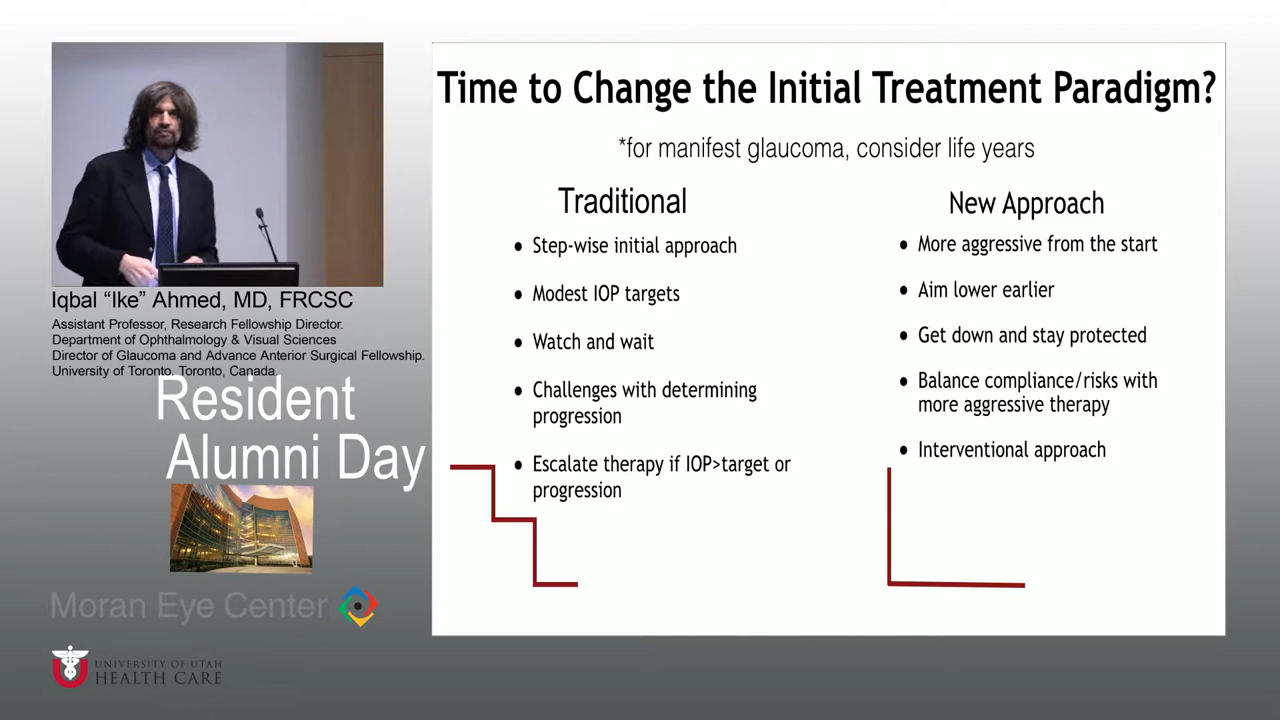 Time to Change the Initial Treatment Paradigm?
*for manifest glaucoma, consider life years
Traditional
• Step-wise initial approach
• Modest IOP targets
• Watch and wait
• Challenges with determining
progression
• Escalate therapy if IOP>target or
progression
New Approach
• More aggressive from the start
• Aim lower earlier
• Get down and stay protected
• Balance compliance/risks with
more aggressive therapy
• Interventional approach
Iqbal “Ike” Ahmed, MD, FRCSC
Assistant Professor, Research Fellowship Director.
Department of Ophthalmology & Visual Sciences
Director of Glaucoma and Advance Anterior Surgical Fellowship.
University of Toronto. Toronto, Canada.
Resident
Alumni Day
Moran Eye Center
UNIVERSITY OF UTAH
HEALTH CARE